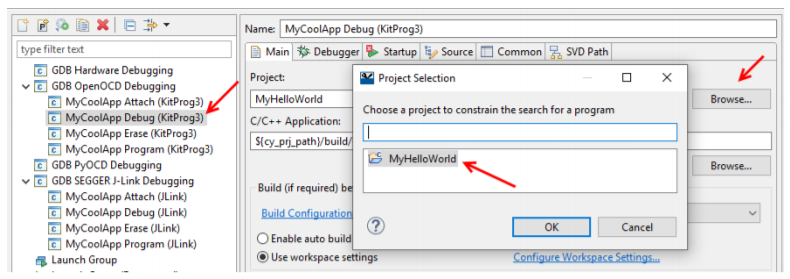 Name: MyCoolApp Debug (KitProg3)
type filter text
GDB Hardware Debugging
GDB OpenOCD Debugging
MyCoolApp Attach (KitProg3)
MyCoolApp Debug (KitProg3)
MyCoolApp Erase (KitProg3)
MyCoolApp Program (KitProg3)
GDB PyOCD Debugging
GDB SEGGER J-Link Debugging
MyCoolApp Attach (JLink)
MyCoolApp Debug (JLink)
MyCoolApp Erase (JLink)
MyCoolApp Program (JLink)
Launch Group
Main Debugger Startup Source Common SVD Path
Project:
MyHelloWorld
Browse...
C/C++ Application:
${cy_prj_path}/build/
Browse...
Build (if required) be
Build Configuration
Enable auto build
Use workspace settings
Configure Workspace Settings...
Project Selection
Choose a project to constrain the search for a program
MyHelloWorld
OK Cancel